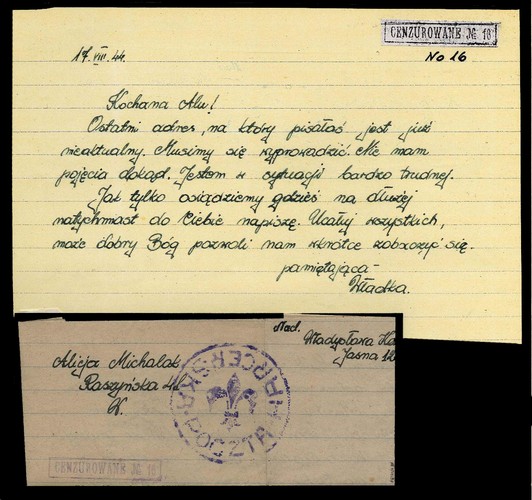 CENZUROWANE № 16
17.VIII.44.
No 16
Kochana Alu!
Ostatni adres, na który pisałaś jest już
nieaktualny. Musimy się wyprowadzić. Nie mam
pojęcia dokąd. Jestem w sytuacji bardzo trudnej.
Jak tylko osiądziemy gdzieś na dłużej
natychmiast do Ciebie napiszę. Ucałuj wszystkich,
może dobry Bóg pozwoli nam wkrótce zobaczyć się.
pamiętająca –
Władka.
Nad. Władysława
Jasna
Alicja Michalak
Raszyńska
W.
HARCERSKA POCZTA
CENZUROWANE № 16